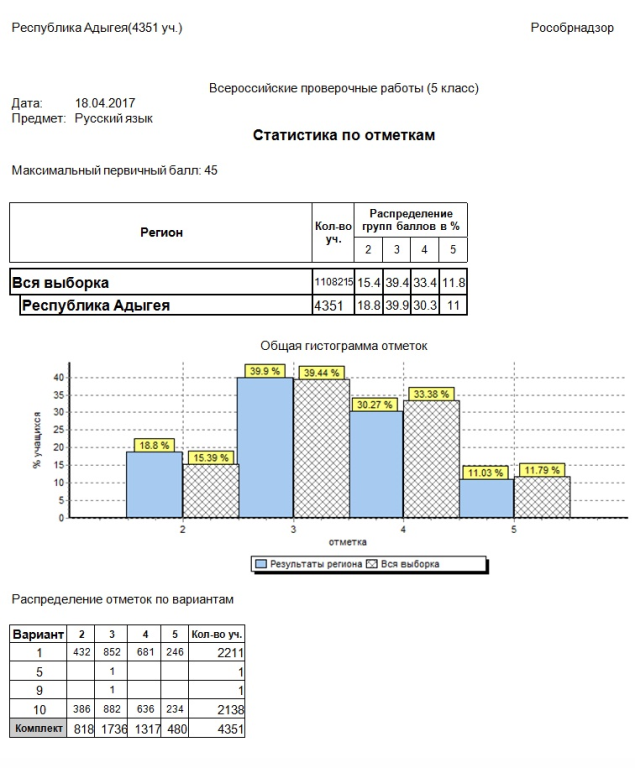 Республика Адыгея(4351 уч.) Рособрнадзор
Всероссийские проверочные работы (5 класс)
Дата: 18.04.2017
Предмет: Русский язык
Статистика по отметкам
Максимальный первичный балл: 45
Регион Кол-во уч. Распределение групп баллов в %
2 3 4 5
Вся выборка 1108215 15.4 39.4 33.4 11.8
Республика Адыгея 4351 18.8 39.9 30.3 11
Общая гистограмма отметок
% учащихся
40
35
30
25
20
15
10
5
0
18.8 % 15.39 % 39.9 % 39.44 % 30.27 % 33.38 % 11.03 % 11.79 %
2 3 4 5
отметка
Результаты региона Вся выборка
Распределение отметок по вариантам
Вариант 2 3 4 5 Кол-во уч.
1 432 852 681 246 2211
5 1 1
9 1 1
10 386 882 636 234 2138
Комплект 818 1736 1317 480 4351